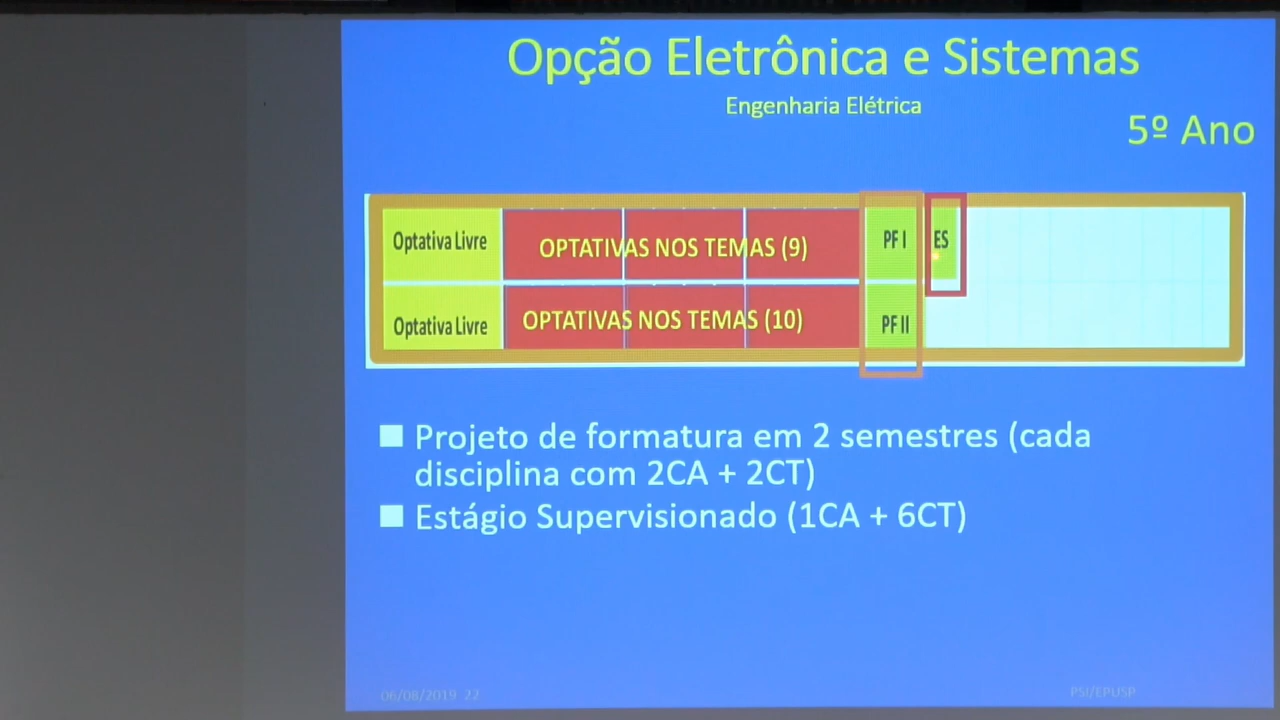 Opção Eletrônica e Sistemas
Engenharia Elétrica
5º Ano
Optativa Livre
OPTATIVAS NOS TEMAS (9)
PF I
ES
Optativa Livre
OPTATIVAS NOS TEMAS (10)
PF II
■ Projeto de formatura em 2 semestres (cada
disciplina com 2CA + 2CT)
■ Estágio Supervisionado (1CA + 6CT)
06/08/2019 22
PSI/EPUSP